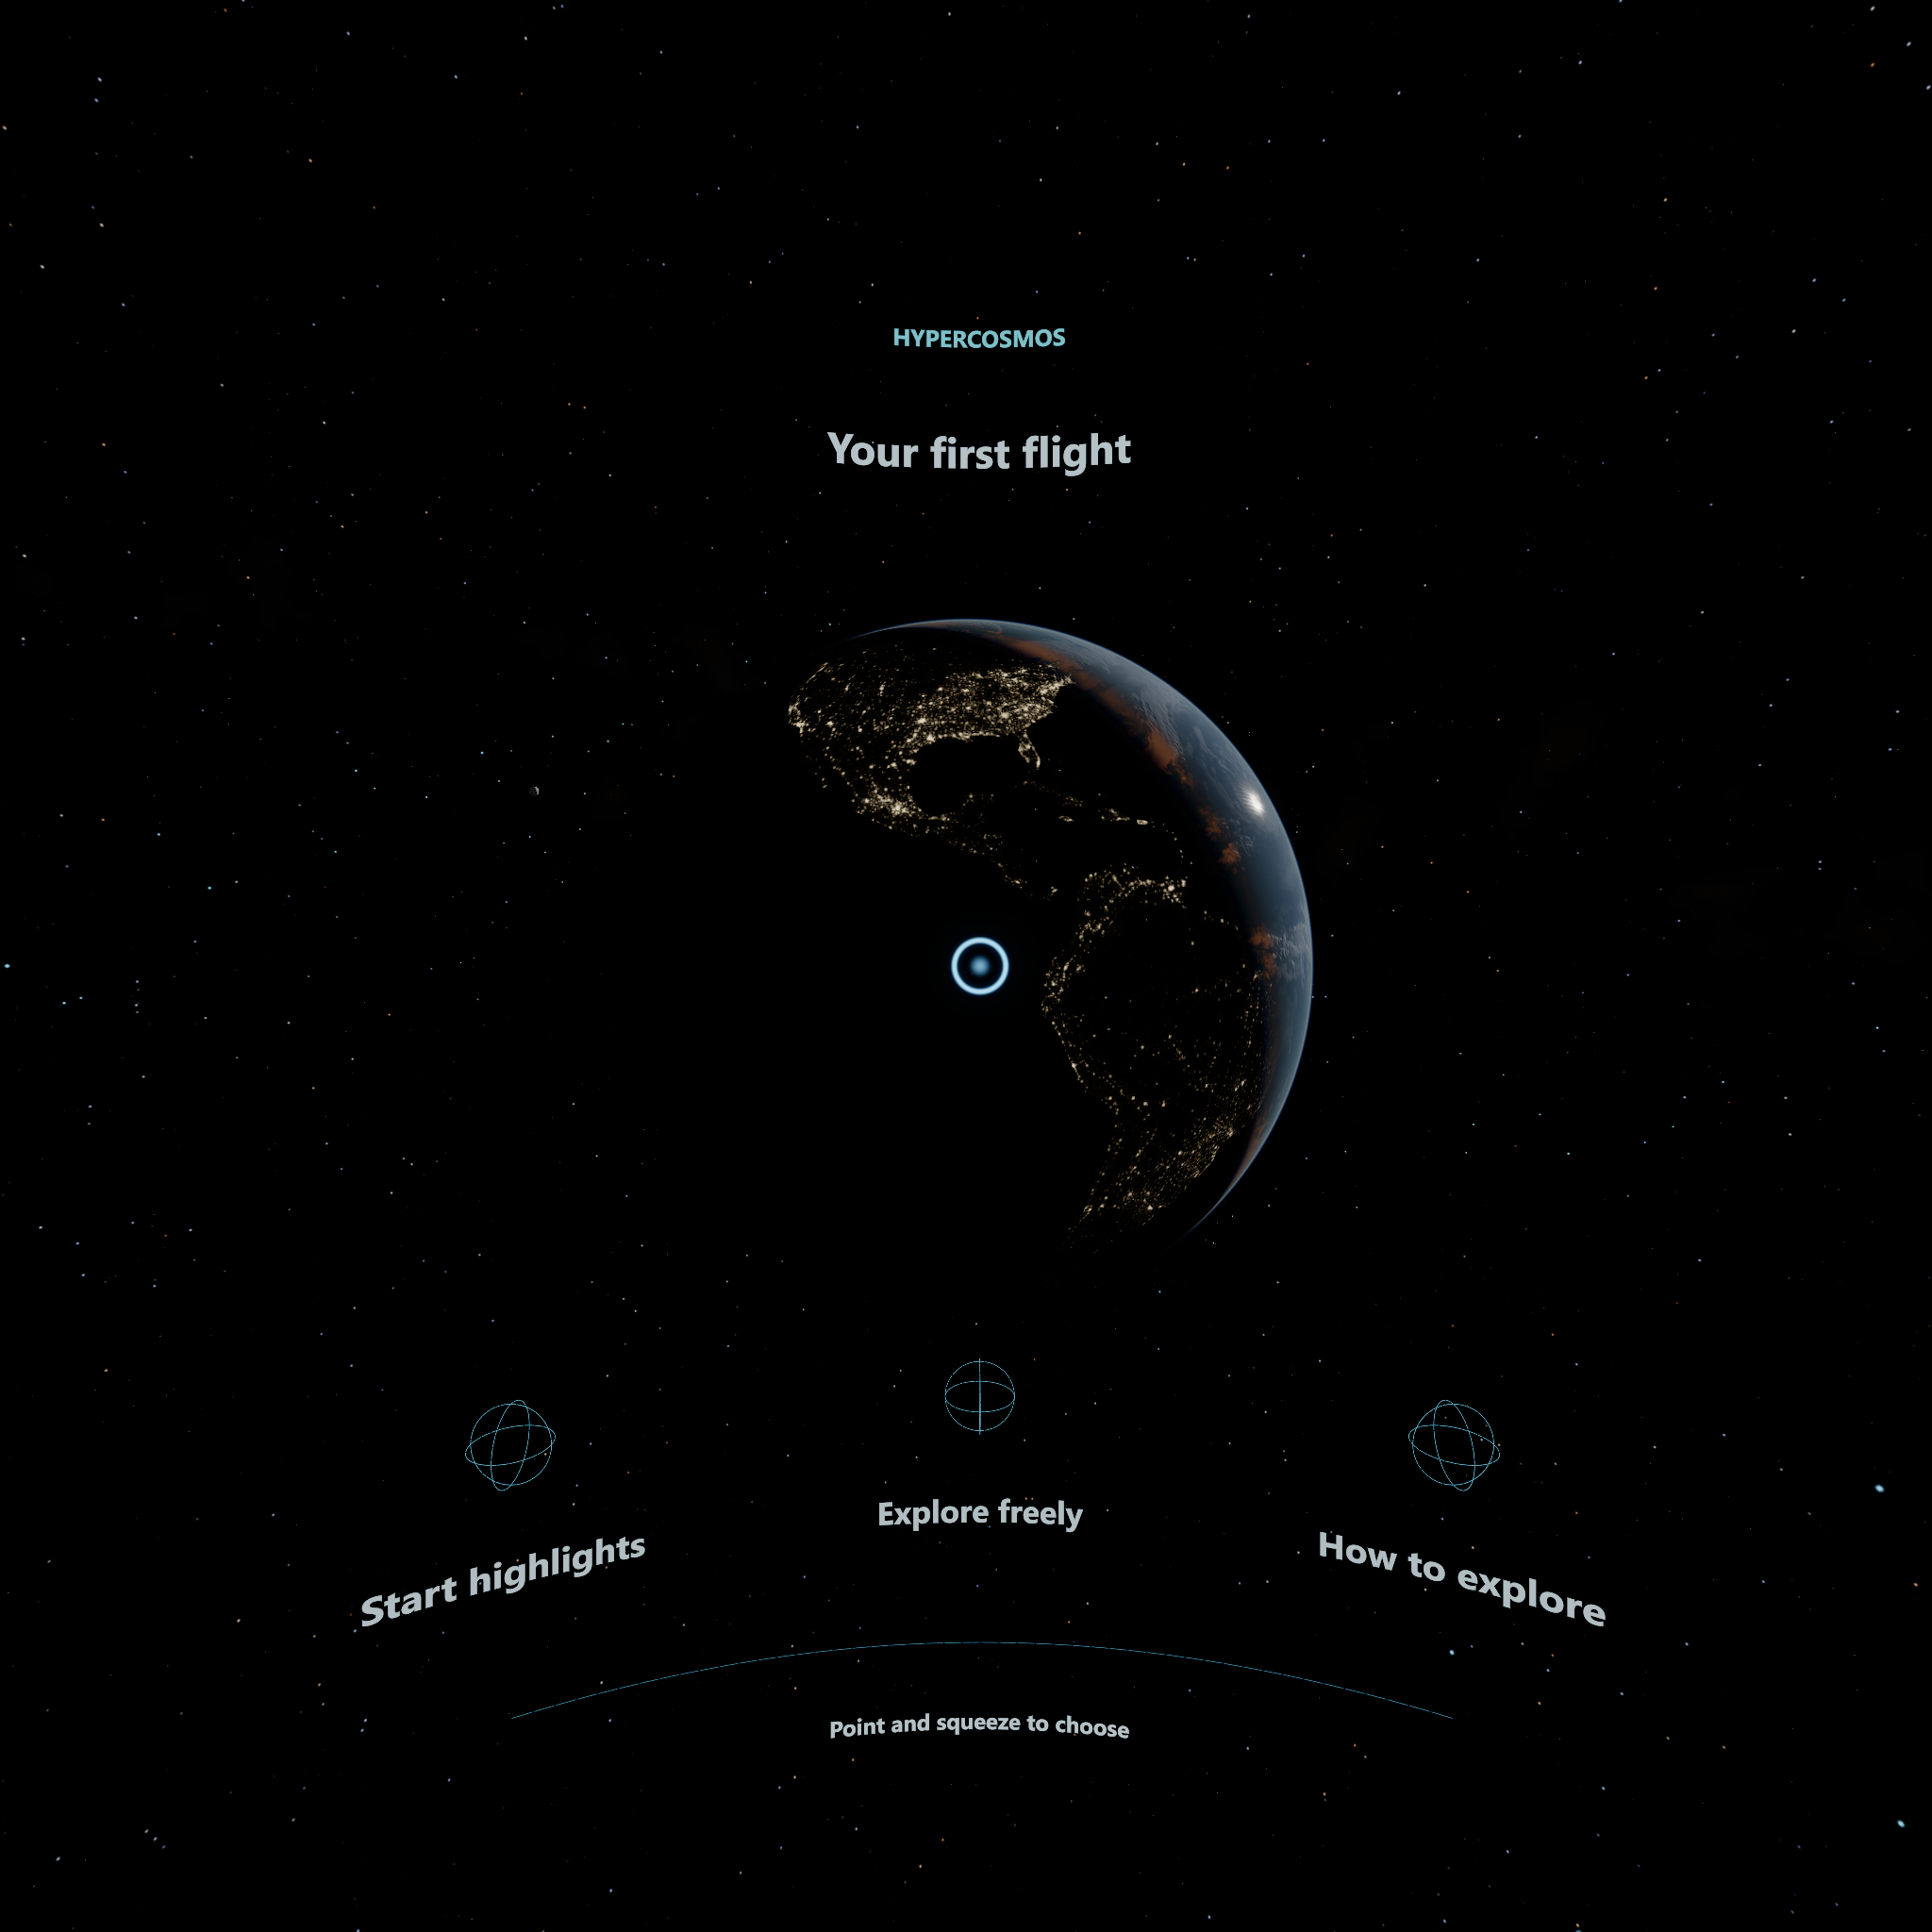 HYPERCOSMOS
Your first flight
Start highlights
Explore freely
How to explore
Point and squeeze to choose